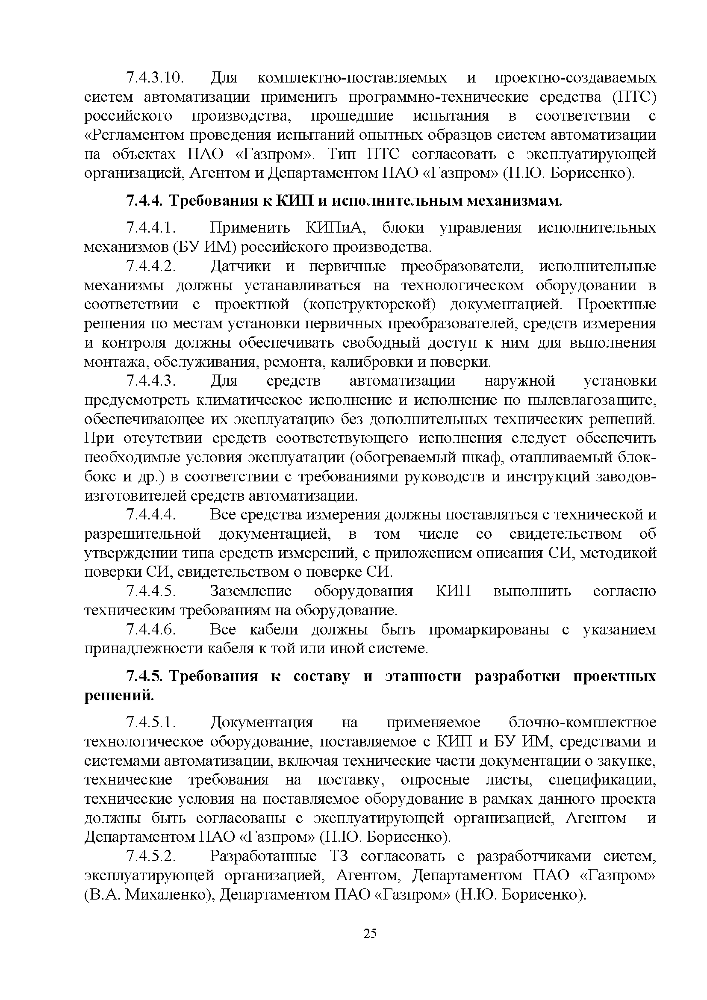 7.4.3.10. Для комплектно-поставляемых и проектно-создаваемых
систем автоматизации применить программно-технические средства (ПТС)
российского производства, прошедшие испытания в соответствии с
«Регламентом проведения испытаний опытных образцов систем автоматизации
на объектах ПАО «Газпром». Тип ПТС согласовать с эксплуатирующей
организацией, Агентом и Департаментом ПАО «Газпром» (Н.Ю. Борисенко).
7.4.4. Требования к КИП и исполнительным механизмам.
7.4.4.1. Применить КИПиА, блоки управления исполнительных
механизмов (БУ ИМ) российского производства.
7.4.4.2. Датчики и первичные преобразователи, исполнительные
механизмы должны устанавливаться на технологическом оборудовании в
соответствии с проектной (конструкторской) документацией. Проектные
решения по местам установки первичных преобразователей, средств измерения
и контроля должны обеспечивать свободный доступ к ним для выполнения
монтажа, обслуживания, ремонта, калибровки и поверки.
7.4.4.3. Для средств автоматизации наружной установки
предусмотреть климатическое исполнение и исполнение по пылевлагозащите,
обеспечивающее их эксплуатацию без дополнительных технических решений.
При отсутствии средств соответствующего исполнения следует обеспечить
необходимые условия эксплуатации (обогреваемый шкаф, отапливаемый блок-
бокс и др.) в соответствии с требованиями руководств и инструкций заводов-
изготовителей средств автоматизации.
7.4.4.4. Все средства измерения должны поставляться с технической и
разрешительной документацией, в том числе со свидетельством об
утверждении типа средств измерений, с приложением описания СИ, методикой
поверки СИ, свидетельством о поверке СИ.
7.4.4.5. Заземление оборудования КИП выполнить согласно
техническим требованиям на оборудование.
7.4.4.6. Все кабели должны быть промаркированы с указанием
принадлежности кабеля к той или иной системе.
7.4.5. Требования к составу и этапности разработки проектных
решений.
7.4.5.1. Документация на применяемое блочно-комплектное
технологическое оборудование, поставляемое с КИП и БУ ИМ, средствами и
системами автоматизации, включая технические части документации о закупке,
технические требования на поставку, опросные листы, спецификации,
технические условия на поставляемое оборудование в рамках данного проекта
должны быть согласованы с эксплуатирующей организацией, Агентом и
Департаментом ПАО «Газпром» (Н.Ю. Борисенко).
7.4.5.2. Разработанные ТЗ согласовать с разработчиками систем,
эксплуатирующей организацией, Агентом, Департаментом ПАО «Газпром»
(В.А. Михаленко), Департаментом ПАО «Газпром» (Н.Ю. Борисенко).
25